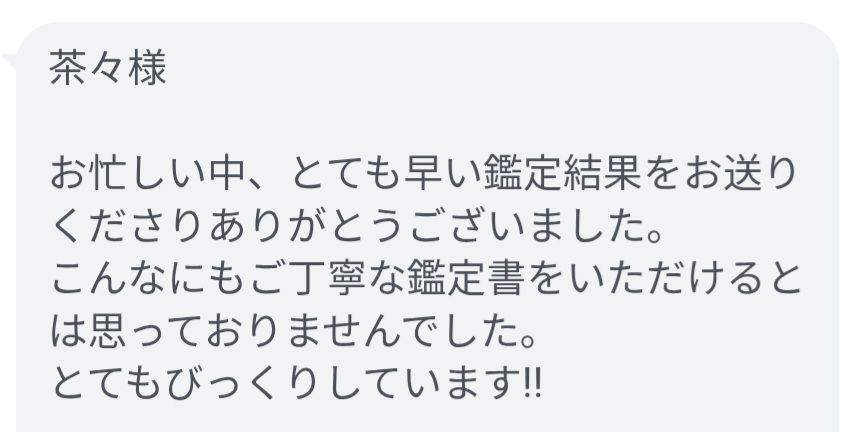 茶々様
お忙しい中、とても早い鑑定結果をお送り
くださりありがとうございました。
こんなにもご丁寧な鑑定書をいただけると
は思っておりませんでした。
とてもびっくりしています!!